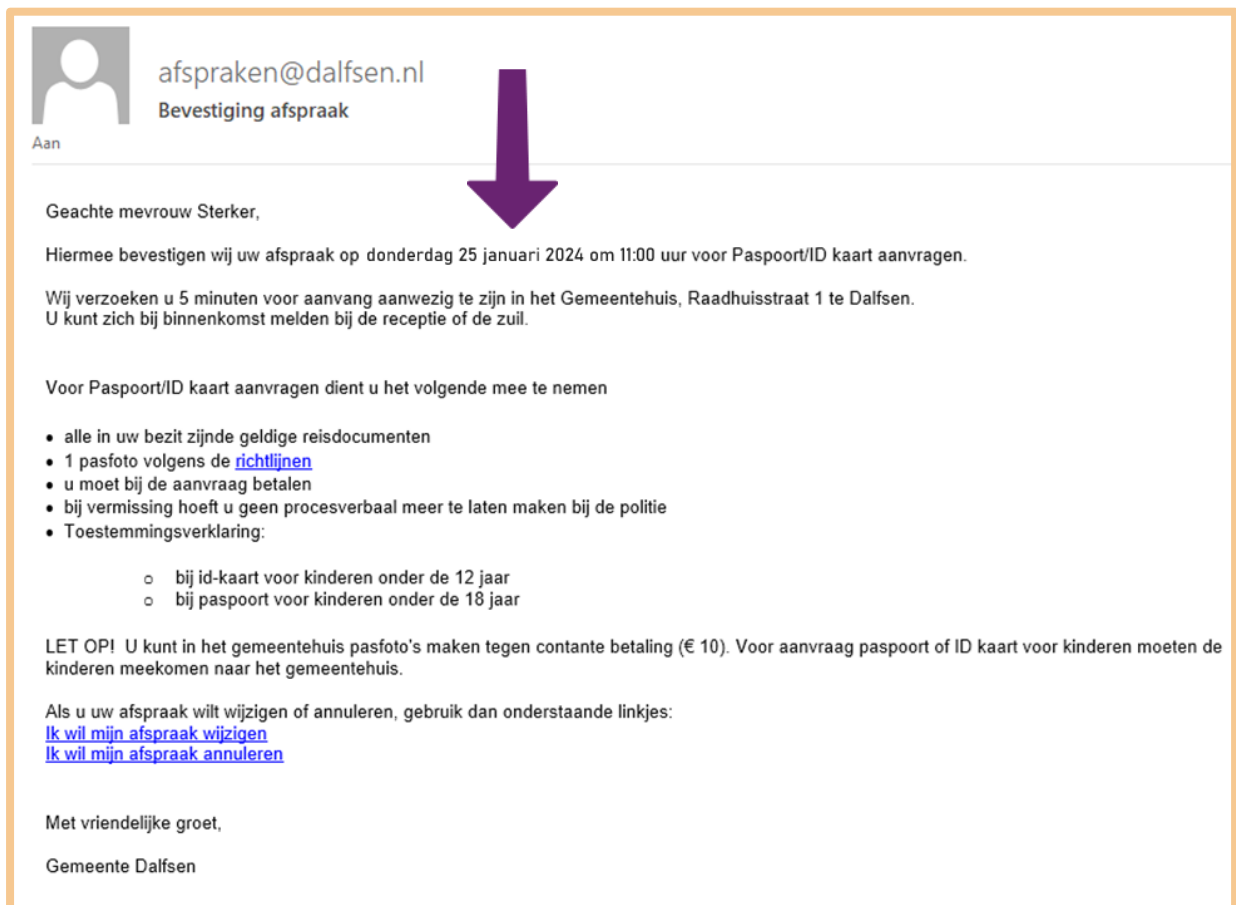 afspraken@dalfsen.nl
Bevestiging afspraak
Aan
Geachte mevrouw Sterker,
Hiermee bevestigen wij uw afspraak op donderdag 25 januari 2024 om 11:00 uur voor Paspoort/ID kaart aanvragen.
Wij verzoeken u 5 minuten voor aanvang aanwezig te zijn in het Gemeentehuis, Raadhuisstraat 1 te Dalfsen.
U kunt zich bij binnenkomst melden bij de receptie of de zuil.
Voor Paspoort/ID kaart aanvragen dient u het volgende mee te nemen
• alle in uw bezit zijnde geldige reisdocumenten
• 1 pasfoto volgens de richtlijnen
• u moet bij de aanvraag betalen
• bij vermissing hoeft u geen procesverbaal meer te laten maken bij de politie
• Toestemmingsverklaring:
o bij id-kaart voor kinderen onder de 12 jaar
o bij paspoort voor kinderen onder de 18 jaar
LET OP! U kunt in het gemeentehuis pasfoto's maken tegen contante betaling (€ 10). Voor aanvraag paspoort of ID kaart voor kinderen moeten de
kinderen meekomen naar het gemeentehuis.
Als u uw afspraak wilt wijzigen of annuleren, gebruik dan onderstaande linkjes:
Ik wil mijn afspraak wijzigen
Ik wil mijn afspraak annuleren
Met vriendelijke groet,
Gemeente Dalfsen